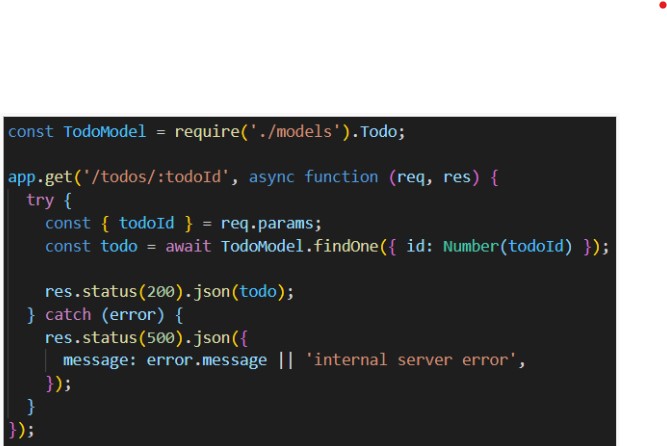 const TodoModel = require('./models').Todo;
app.get('/todos/:todoId', async function (req, res) {
try {
const { todoId } = req.params;
const todo = await TodoModel.findOne({ id: Number(todoId) });
res.status(200).json(todo);
} catch (error) {
res.status(500).json({
message: error.message || 'internal server error',
});
}
});